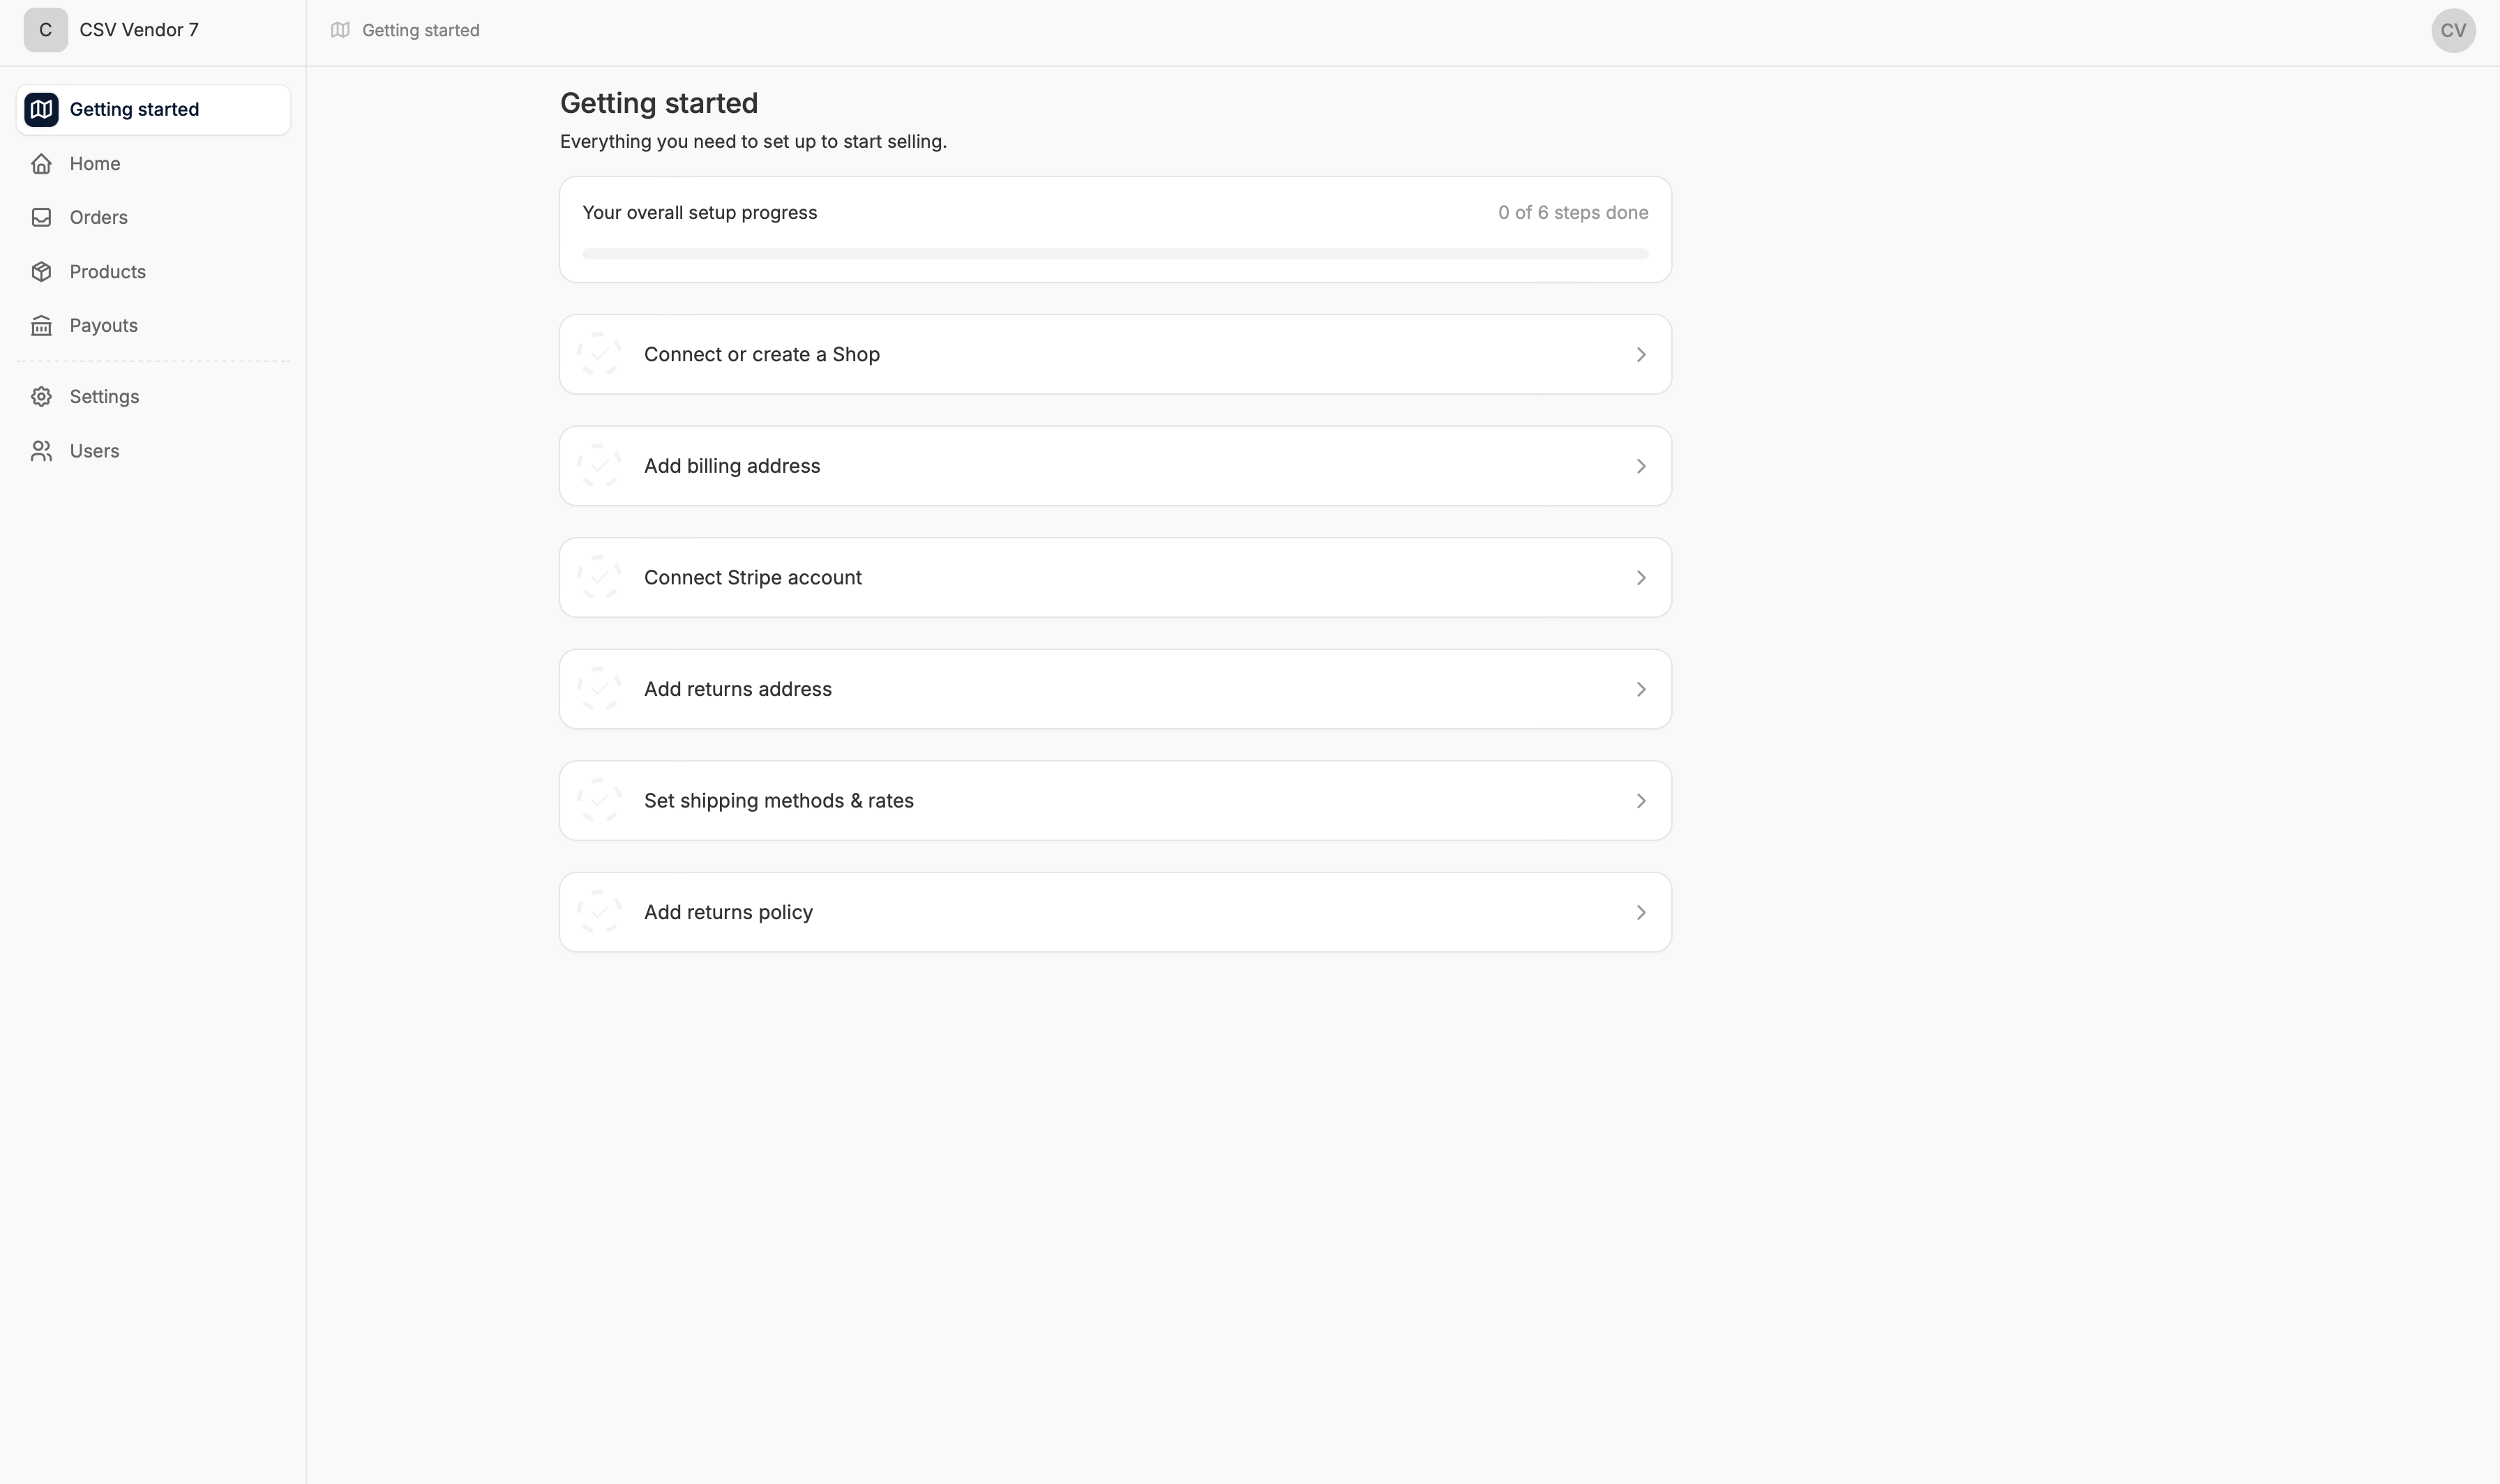 C
CSV Vendor 7
Getting started
CV
Getting started
Home
Orders
Products
Payouts
Settings
Users
Getting started
Everything you need to set up to start selling.
Your overall setup progress
0 of 6 steps done
Connect or create a Shop
Add billing address
Connect Stripe account
Add returns address
Set shipping methods & rates
Add returns policy